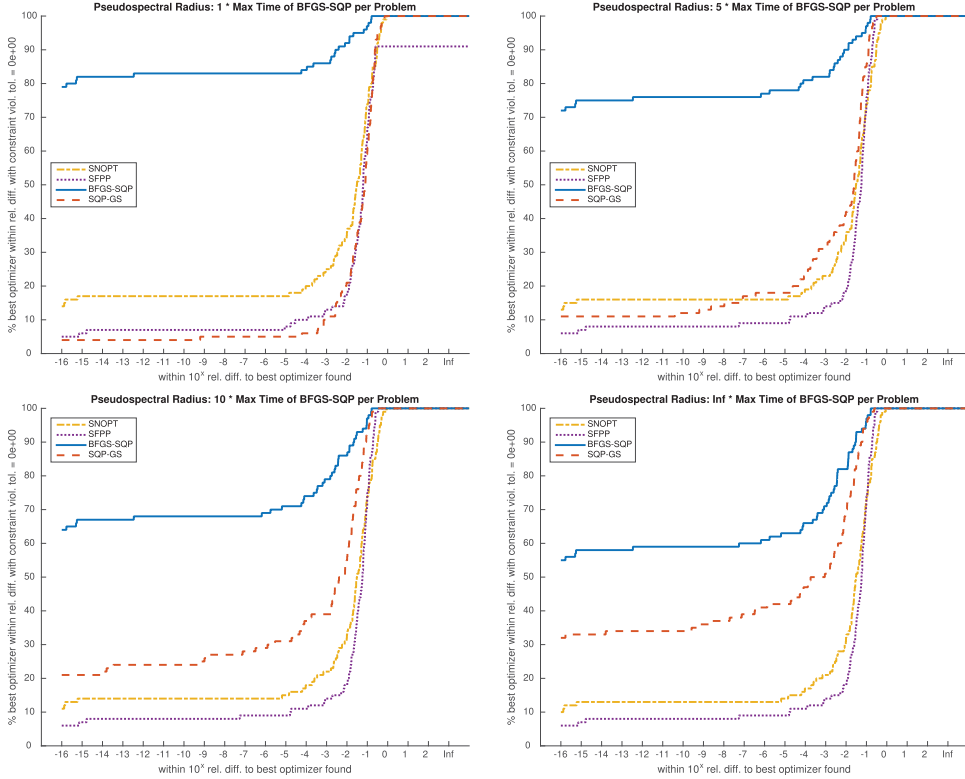 Pseudospectral Radius: 1 * Max Time of BFGS-SQP per Problem
% best optimizer within rel. diff. with constraint viol. tol. = 0e+00
100
90
80
70
60
50
40
30
20
10
0
SNOPT
SFPP
BFGS-SQP
SQP-GS
-16 -15 -14 -13 -12 -11 -10 -9 -8 -7 -6 -5 -4 -3 -2 -1 0 1 2 Inf
within 10^x rel. diff to best optimizer found
Pseudospectral Radius: 5 * Max Time of BFGS-SQP per Problem
% best optimizer within rel. diff. with constraint viol. tol. = 0e+00
100
90
80
70
60
50
40
30
20
10
0
SNOPT
SFPP
BFGS-SQP
SQP-GS
-16 -15 -14 -13 -12 -11 -10 -9 -8 -7 -6 -5 -4 -3 -2 -1 0 1 2 Inf
within 10^x rel. diff to best optimizer found
Pseudospectral Radius: 10 * Max Time of BFGS-SQP per Problem
% best optimizer within rel. diff. with constraint viol. tol. = 0e+00
100
90
80
70
60
50
40
30
20
10
0
SNOPT
SFPP
BFGS-SQP
SQP-GS
-16 -15 -14 -13 -12 -11 -10 -9 -8 -7 -6 -5 -4 -3 -2 -1 0 1 2 Inf
within 10^x rel. diff to best optimizer found
Pseudospectral Radius: Inf * Max Time of BFGS-SQP per Problem
% best optimizer within rel. diff. with constraint viol. tol. = 0e+00
100
90
80
70
60
50
40
30
20
10
0
SNOPT
SFPP
BFGS-SQP
SQP-GS
-16 -15 -14 -13 -12 -11 -10 -9 -8 -7 -6 -5 -4 -3 -2 -1 0 1 2 Inf
within 10^x rel. diff to best optimizer found